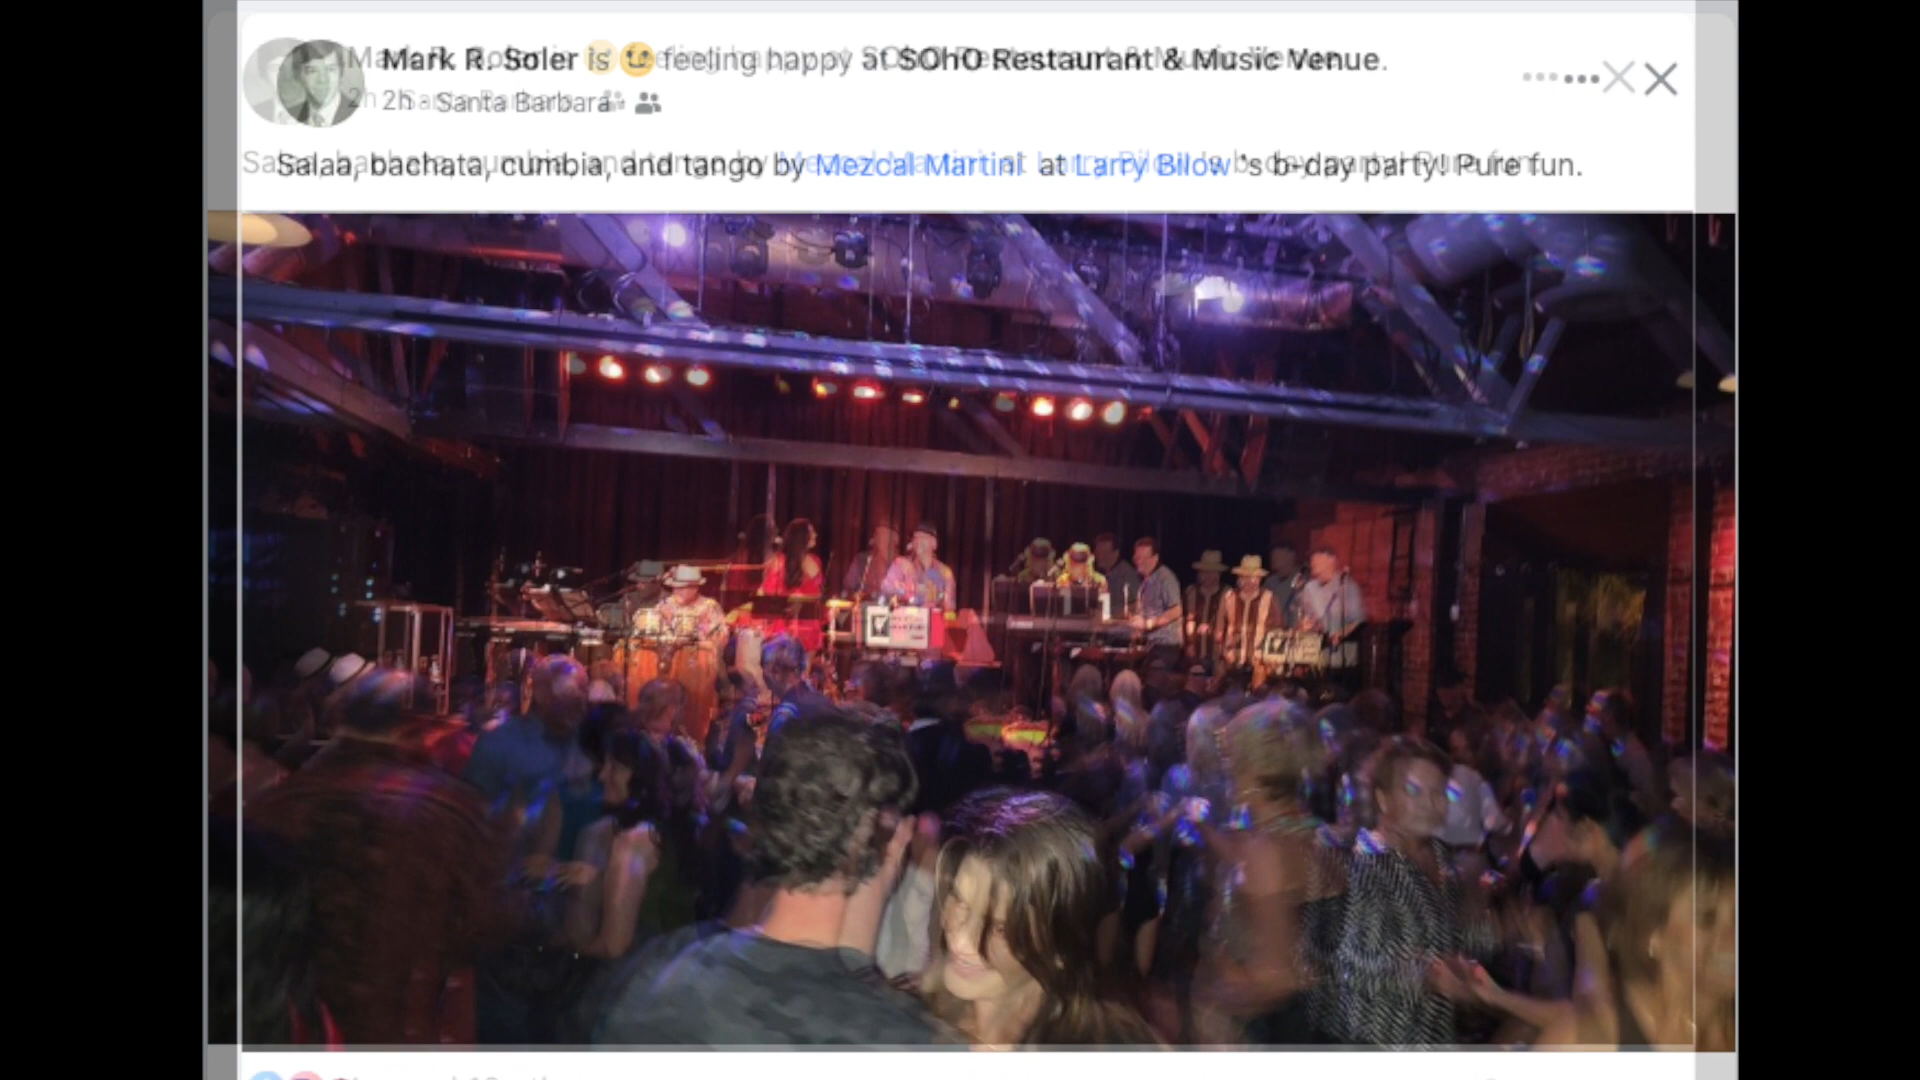 Mark R. Soler is feeling happy at SOhO Restaurant & Music Venue.
2h · Santa Barbara ·
Salsa, bachata, cumbia, and tango by Mezcal Martini at Larry Bilow 's b-day party! Pure fun.